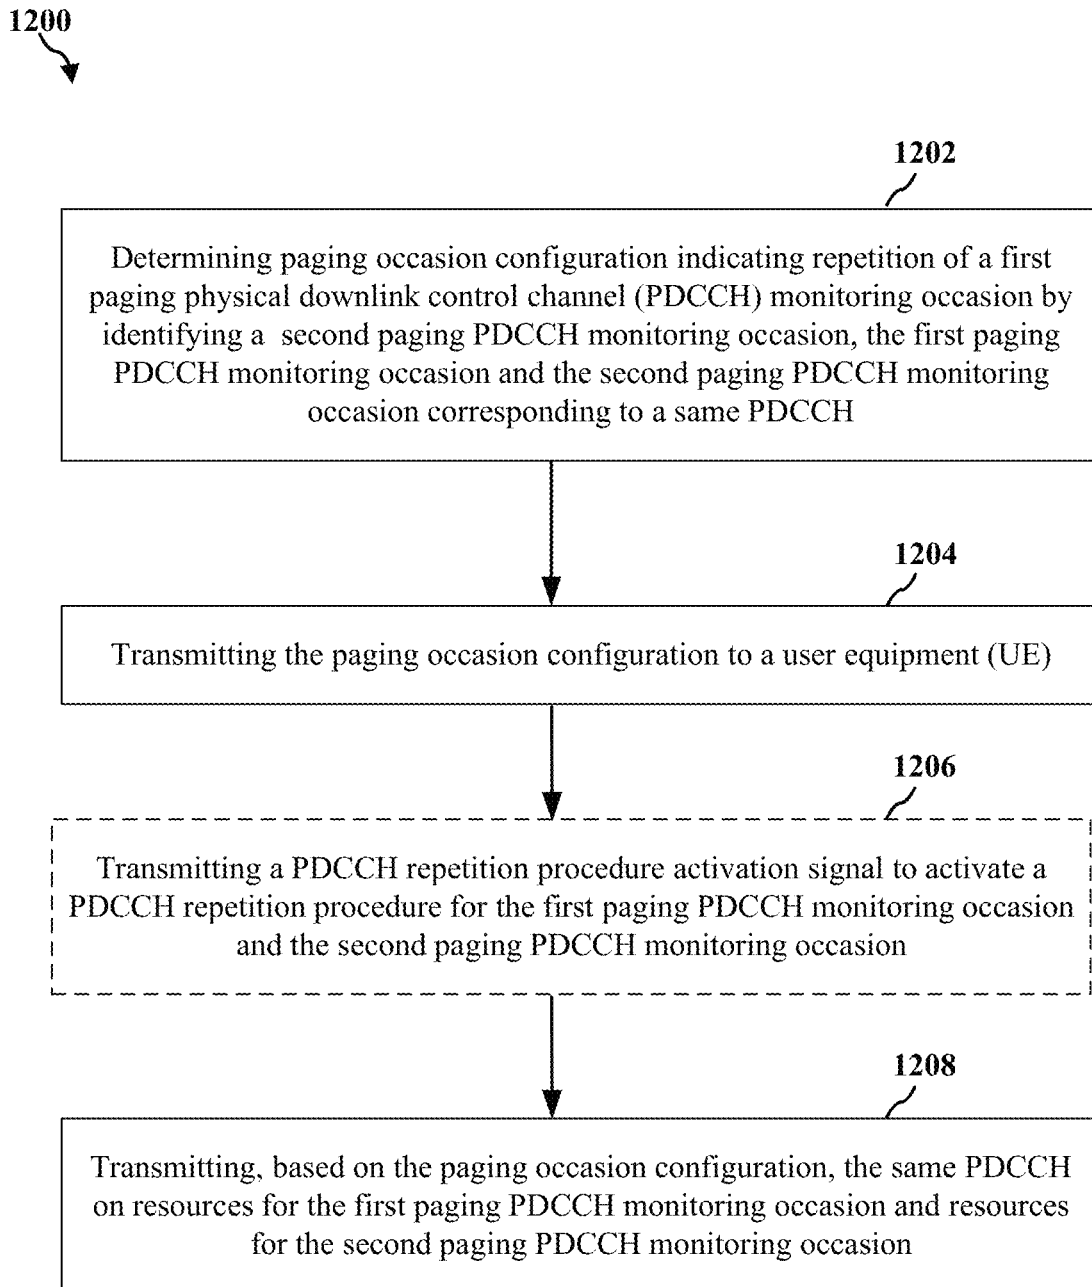 1200
1202
Determining paging occasion configuration indicating repetition of a first
paging physical downlink control channel (PDCCH) monitoring occasion by
identifying a second paging PDCCH monitoring occasion, the first paging
PDCCH monitoring occasion and the second paging PDCCH monitoring
occasion corresponding to a same PDCCH
1204
Transmitting the paging occasion configuration to a user equipment (UE)
1206
Transmitting a PDCCH repetition procedure activation signal to activate a
PDCCH repetition procedure for the first paging PDCCH monitoring occasion
and the second paging PDCCH monitoring occasion
1208
Transmitting, based on the paging occasion configuration, the same PDCCH
on resources for the first paging PDCCH monitoring occasion and resources
for the second paging PDCCH monitoring occasion